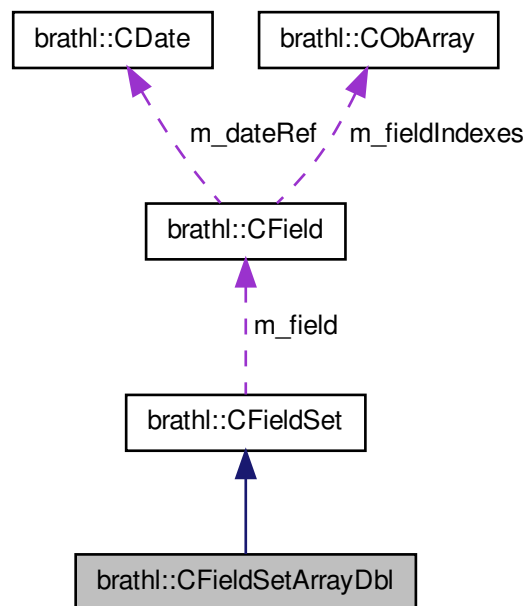 brathl::CDate
brathl::CObArray
m_dateRef
m_fieldIndexes
brathl::CField
m_field
brathl::CFieldSet
brathl::CFieldSetArrayDbl